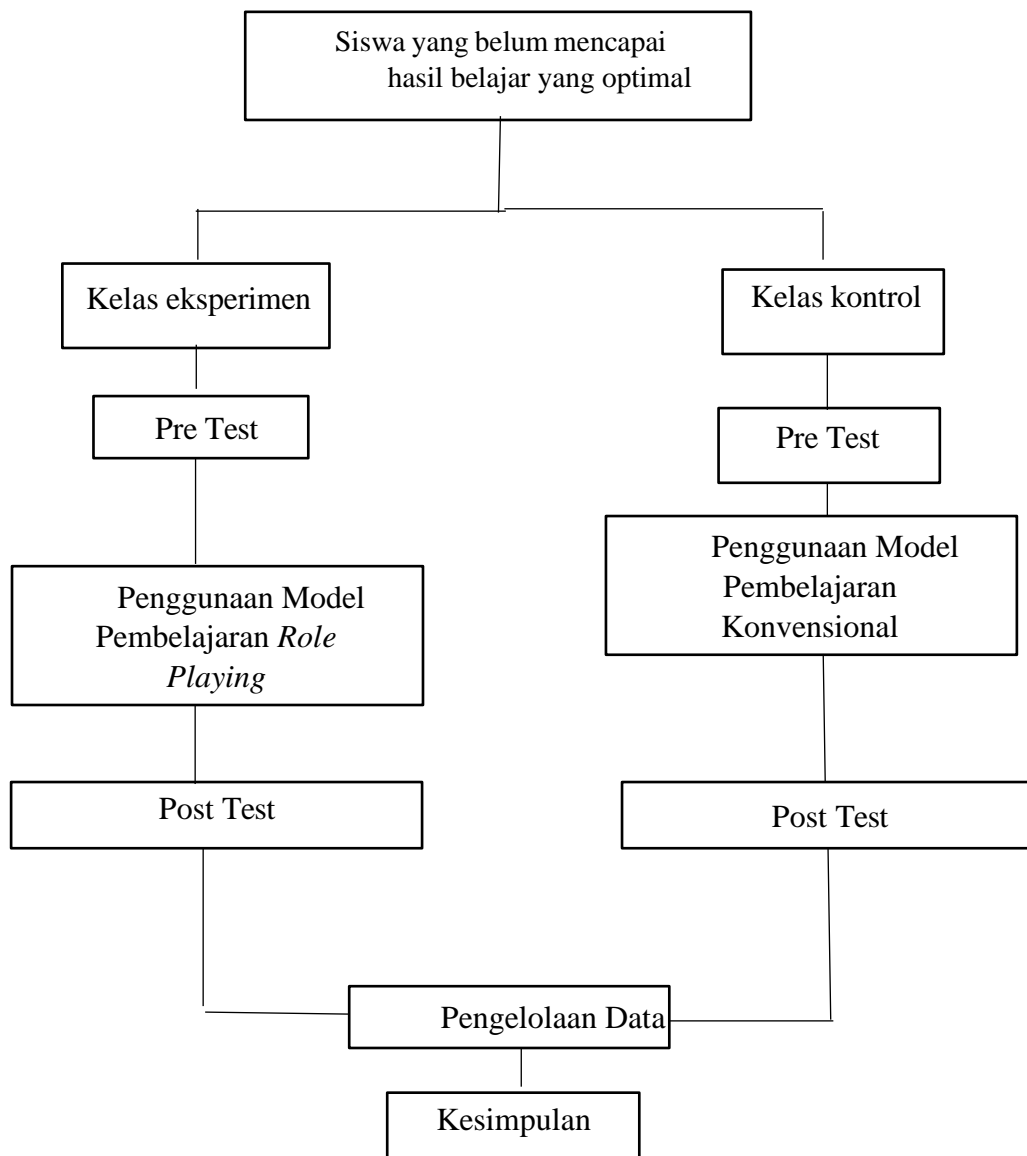 Siswa yang belum mencapai
hasil belajar yang optimal
Kelas eksperimen
Kelas kontrol
Pre Test
Pre Test
Penggunaan Model
Pembelajaran Role
Playing
Penggunaan Model
Pembelajaran
Konvensional
Post Test
Post Test
Pengelolaan Data
Kesimpulan